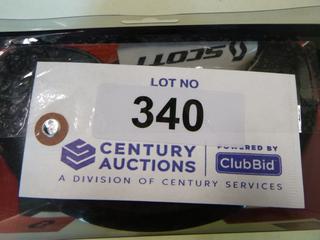 SCOTT
LOT NO
340
CENTURY
AUCTIONS
POWERED BY
ClubBid
A DIVISION OF CENTURY SERVICES